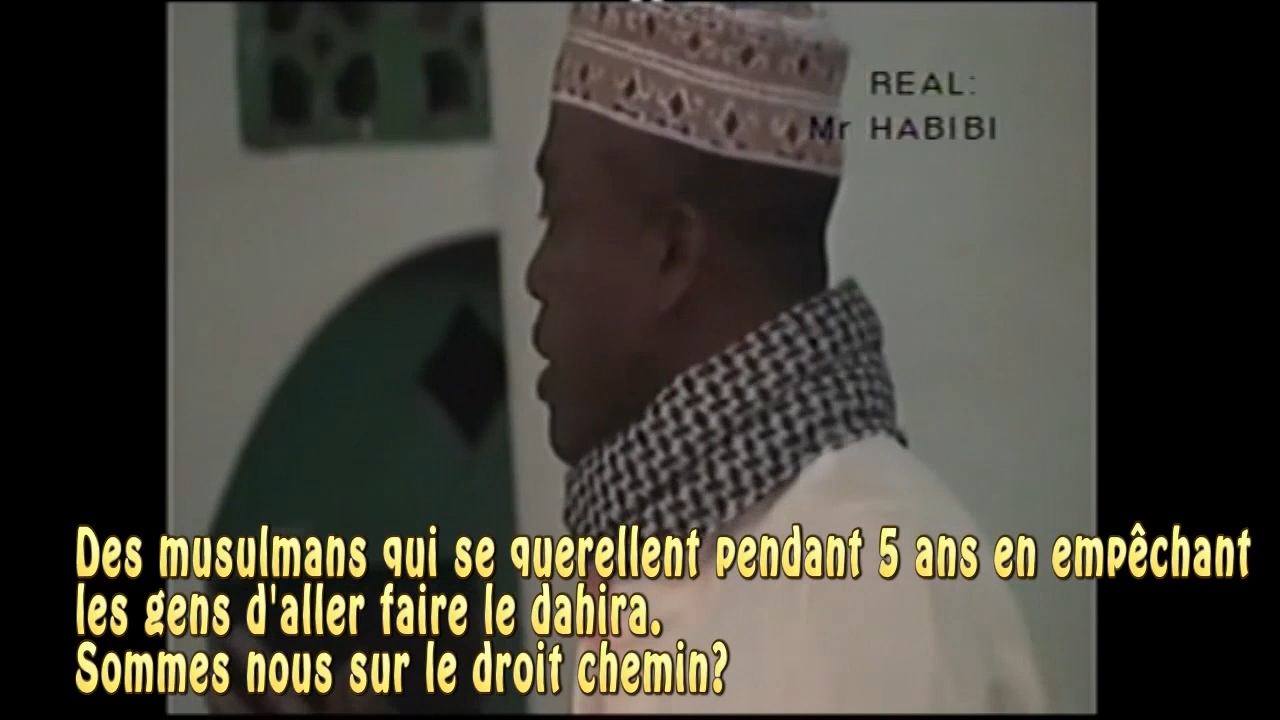 REAL:
Mr HABIBI
Des musulmans qui se querellent pendant 5 ans en empêchant
les gens d'aller faire le dahira.
Sommes nous sur le droit chemin?